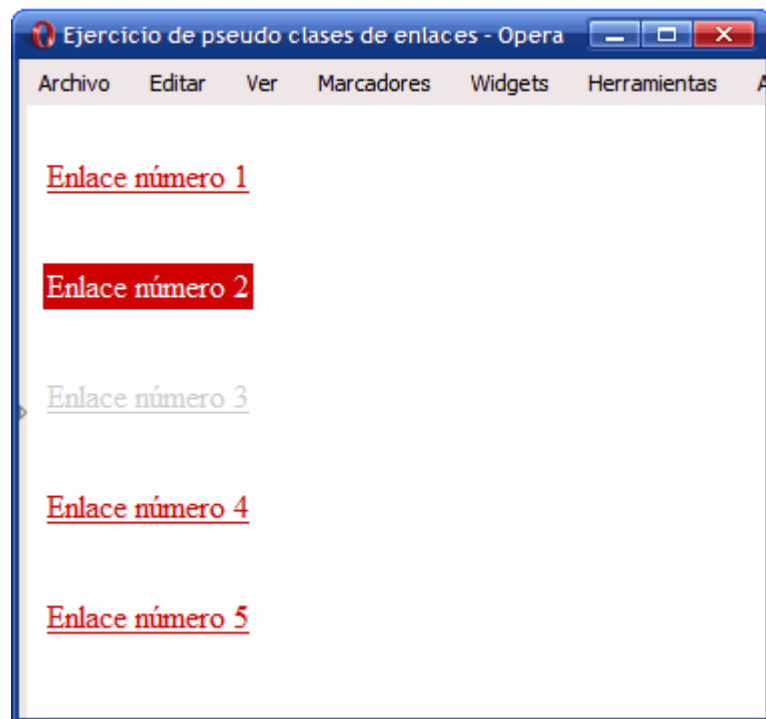 Ejercicio de pseudo clases de enlaces - Opera
Archivo Editar Ver Marcadores Widgets Herramientas A
Enlace número 1
Enlace número 2
Enlace número 3
Enlace número 4
Enlace número 5